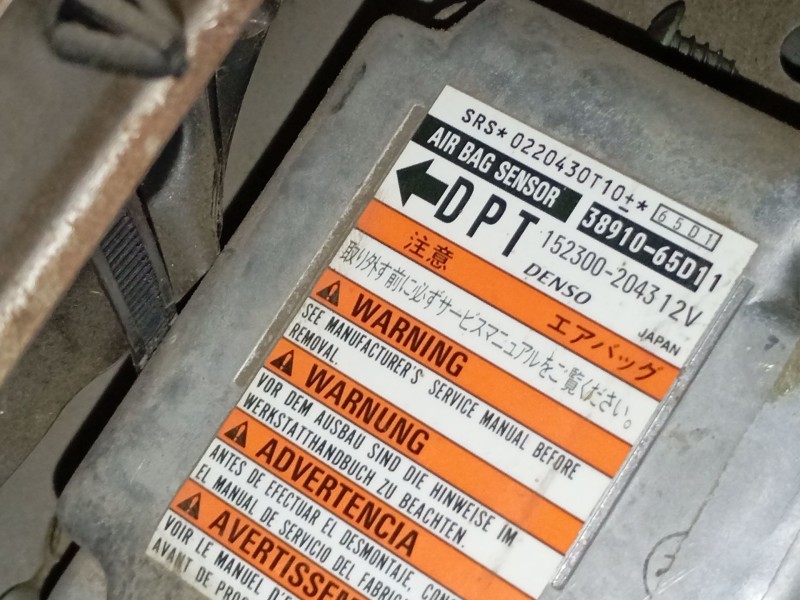 SRS*0220430T10±* 65D1
AIR BAG SENSOR 38910-65D11
DPT 152300-2043 12V
DENSO JAPAN
注意 エアバッグ
取り外す前に必ずサービスマニュアルをご覧ください。
WARNING
SEE MANUFACTURER'S SERVICE MANUAL BEFORE
REMOVAL.
WARNUNG
VOR DEM AUSBAU SIND DIE HINWEISE IM
WERKSTATTHANDBUCH ZU BEACHTEN.
ADVERTENCIA
ANTES DE EFECTUAR EL DESMONTAJE,
EL MANUAL DE SERVICIO DEL
AVERTISSEM
VOIR LE MANUEL
AVANT DE